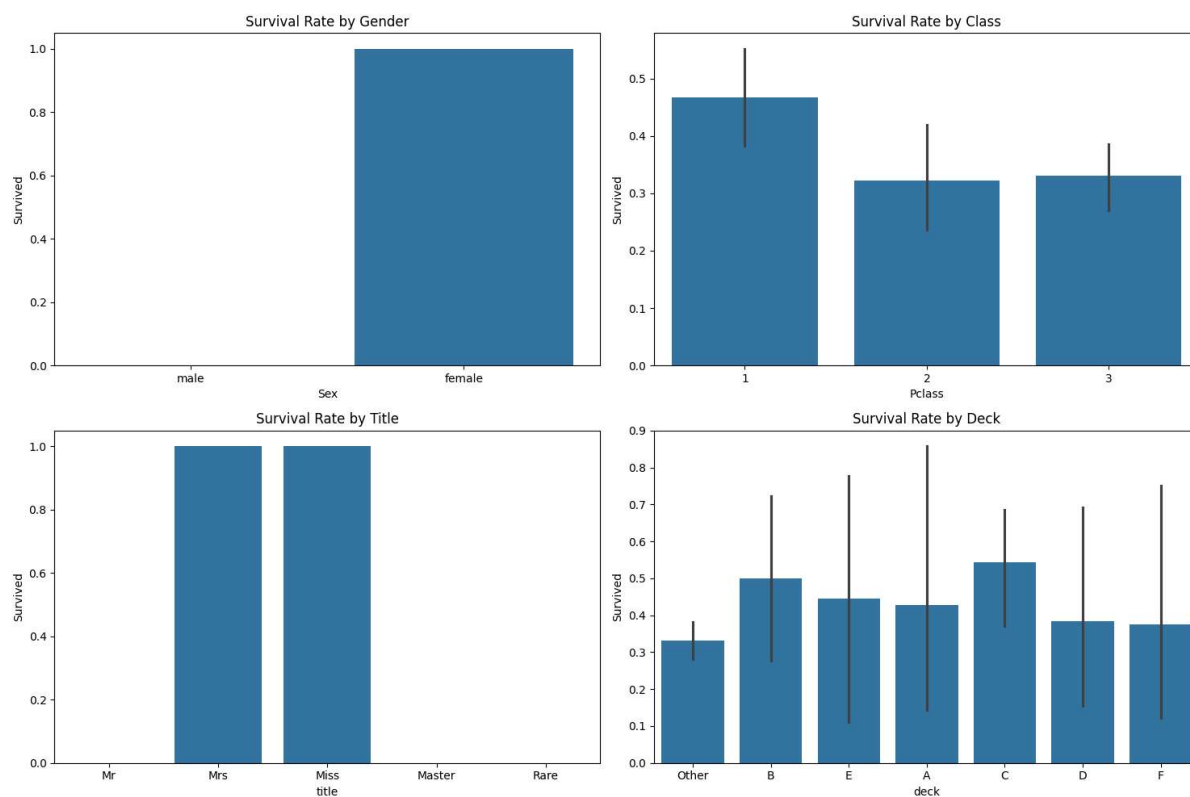 Survival Rate by Gender
1.0
0.8
0.6
0.4
0.2
0.0
Survived
male female
Sex
Survival Rate by Class
0.5
0.4
0.3
0.2
0.1
0.0
Survived
1 2 3
Pclass
Survival Rate by Title
1.0
0.8
0.6
0.4
0.2
0.0
Survived
Mr Mrs Miss Master Rare
title
Survival Rate by Deck
0.9
0.8
0.7
0.6
0.5
0.4
0.3
0.2
0.1
0.0
Survived
Other B E A C D F
deck